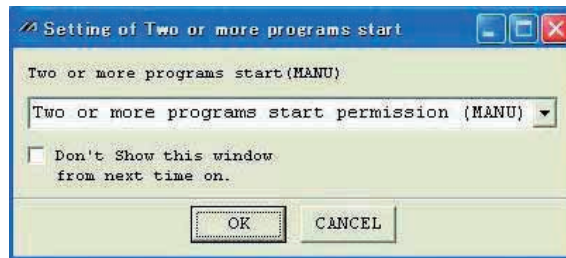 Setting of Two or more programs start
Two or more programs start(MANU)
Two or more programs start permission (MANU)
Don't Show this window
from next time on.
OK
CANCEL